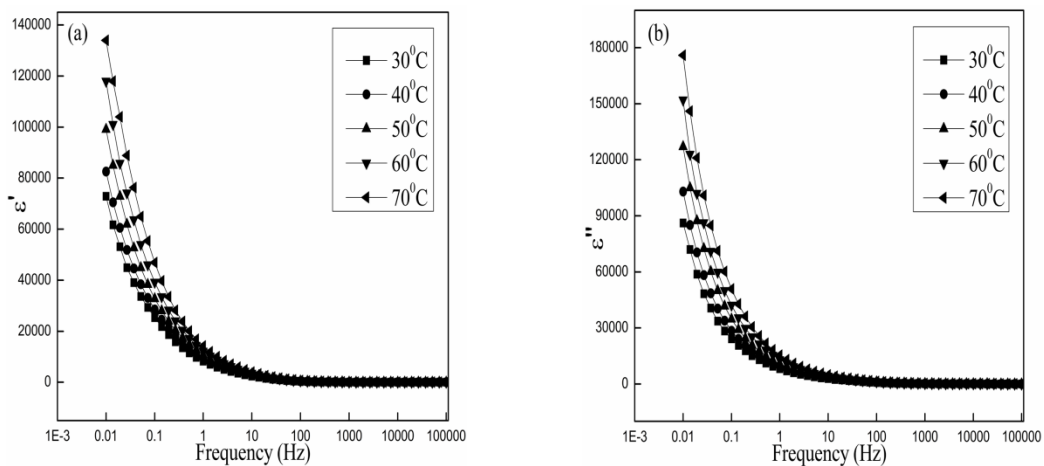 (a)
140000
120000
100000
80000
60000
40000
20000
0
ε'
30⁰C
40⁰C
50⁰C
60⁰C
70⁰C
1E-3 0.01 0.1 1 10 100 1000 10000 100000
Frequency (Hz)
(b)
180000
150000
120000
90000
60000
30000
0
ε"
30⁰C
40⁰C
50⁰C
60⁰C
70⁰C
1E-3 0.01 0.1 1 10 100 1000 10000 100000
Frequency (Hz)